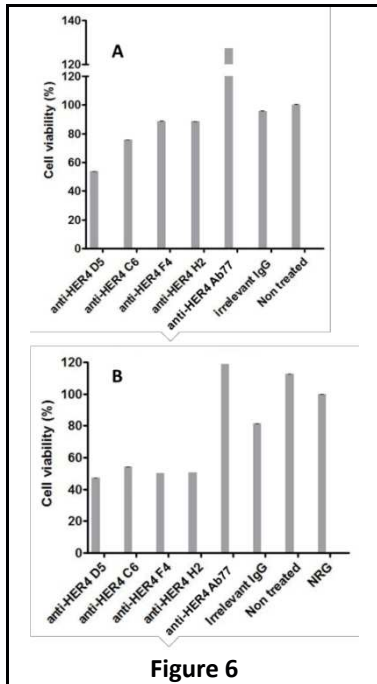 140
A
120
120
100
80
60
40
20
0
Cell viability (%)
anti-HER4 D5
anti-HER4 C6
anti-HER4 F4
anti-HER4 H2
anti-HER4 Ab77
irrelevant IgG
Non treated
120
B
100
80
60
40
20
0
Cell viability (%)
anti-HER4 D5
anti-HER4 C6
anti-HER4 F4
anti-HER4 H2
anti-HER4 Ab77
Irrelevant IgG
Non treated
NRG
Figure 6